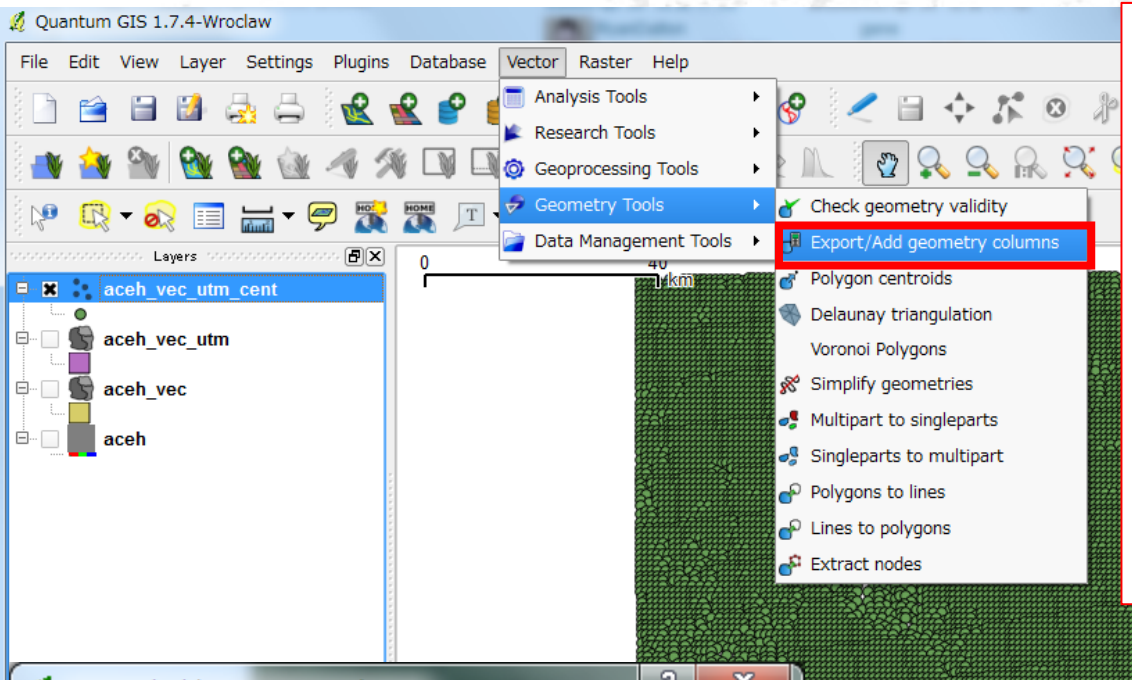 Quantum GIS 1.7.4-Wroclaw
File Edit View Layer Settings Plugins Database Vector Raster Help
Analysis Tools
Research Tools
Geoprocessing Tools
Geometry Tools
Data Management Tools
Check geometry validity
Export/Add geometry columns
Polygon centroids
Delaunay triangulation
Voronoi Polygons
Simplify geometries
Multipart to singleparts
Singleparts to multipart
Polygons to lines
Lines to polygons
Extract nodes
HOME
T
Layers
aceh_vec_utm_cent
aceh_vec_utm
aceh_vec
aceh
0 40
km